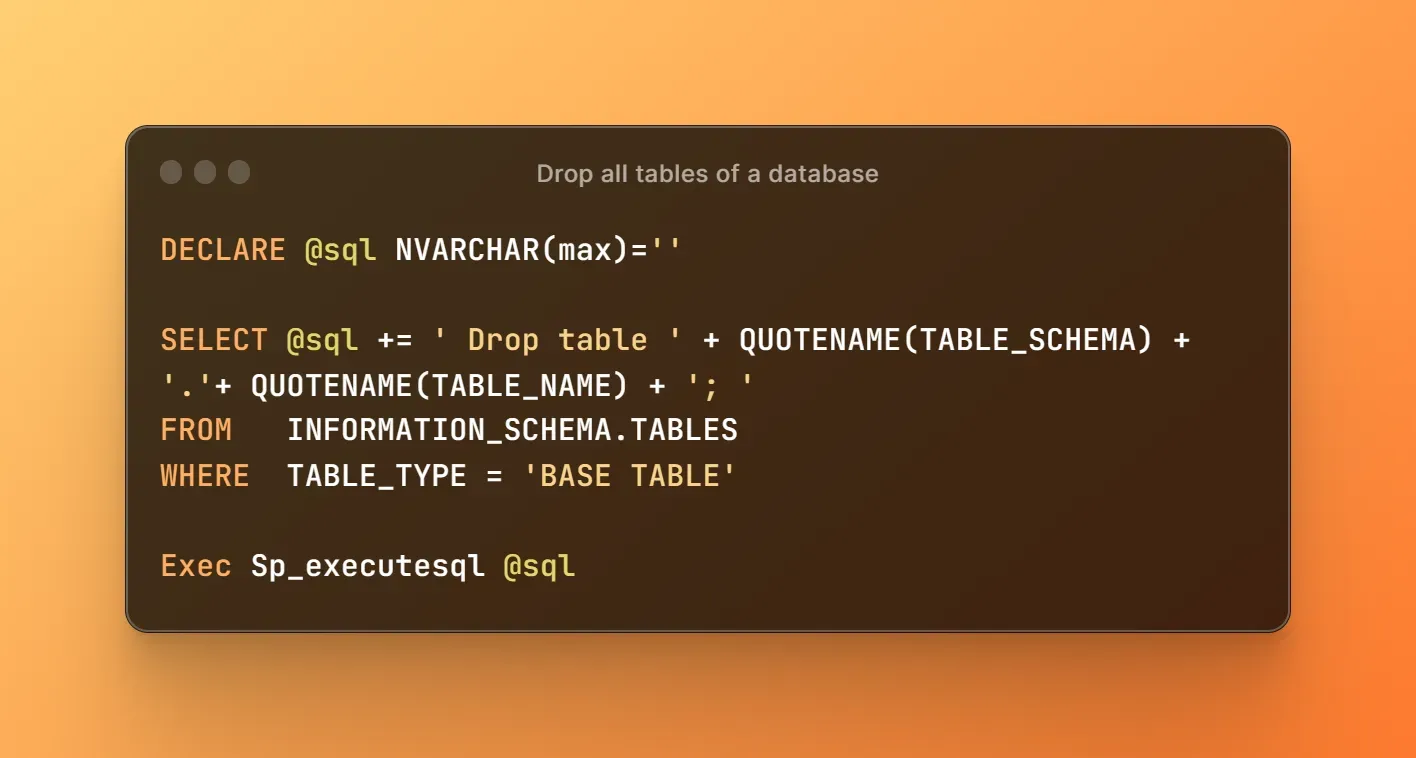 Drop all tables of a database
DECLARE @sql NVARCHAR(max)=''
SELECT @sql += ' Drop table ' + QUOTENAME(TABLE_SCHEMA) +
'.'+ QUOTENAME(TABLE_NAME) + '; '
FROM   INFORMATION_SCHEMA.TABLES
WHERE  TABLE_TYPE = 'BASE TABLE'
Exec Sp_executesql @sql